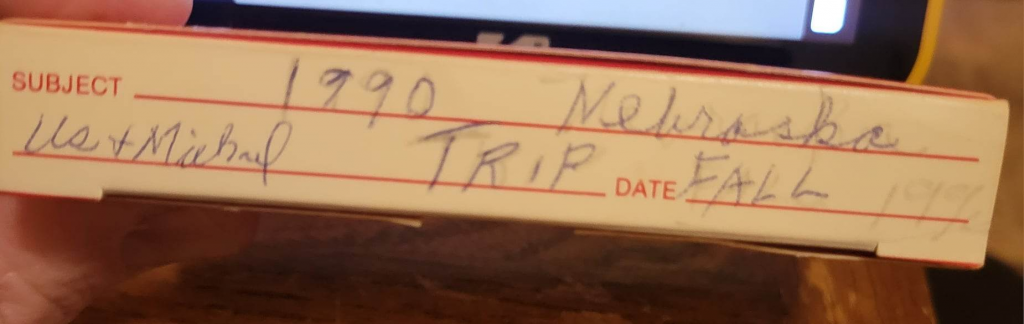 SUBJECT 1990 Nebraska
Us + Michael TRIP DATE FALL